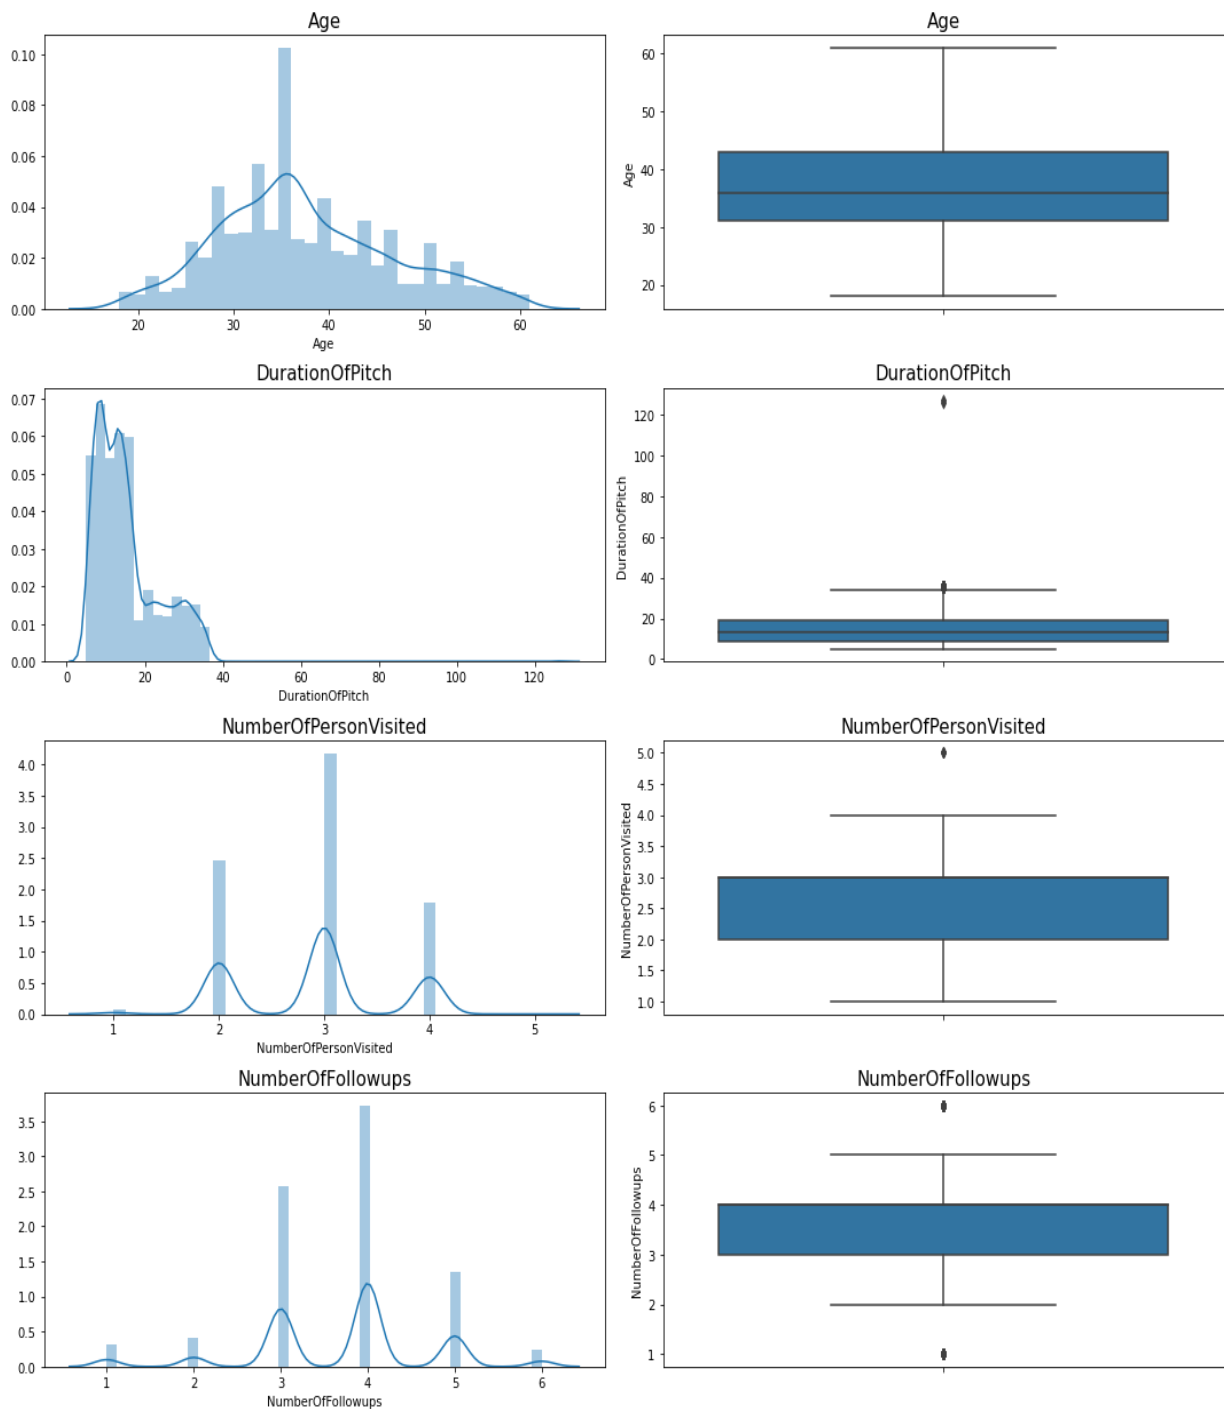 Age
0.10
0.08
0.06
0.04
0.02
0.00
20 30 40 50 60
Age
Age
60
50
40
30
20
Age
DurationOfPitch
0.07
0.06
0.05
0.04
0.03
0.02
0.01
0.00
0 20 40 60 80 100 120
DurationOfPitch
DurationOfPitch
120
100
80
60
40
20
0
DurationOfPitch
NumberOfPersonVisited
4.0
3.5
3.0
2.5
2.0
1.5
1.0
0.5
0.0
1 2 3 4 5
NumberOfPersonVisited
NumberOfPersonVisited
5.0
4.5
4.0
3.5
3.0
2.5
2.0
1.5
1.0
NumberOfPersonVisited
NumberOfFollowups
3.5
3.0
2.5
2.0
1.5
1.0
0.5
0.0
1 2 3 4 5 6
NumberOfFollowups
NumberOfFollowups
6
5
4
3
2
1
NumberOfFollowups